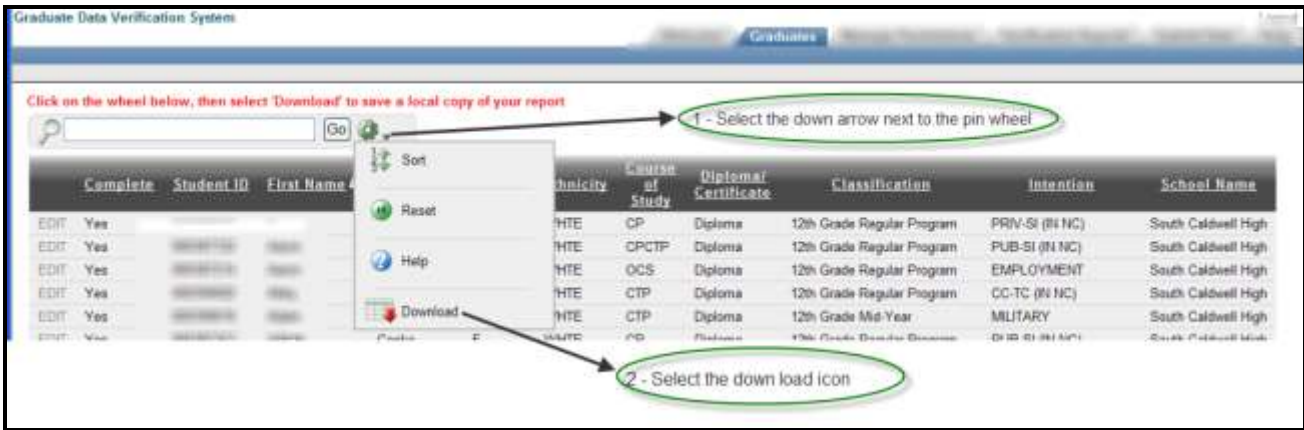 Graduate Data Verification System
Graduates
Click on the wheel below, then select 'Download' to save a local copy of your report
Go
1 - Select the down arrow next to the pin wheel
Sort
Reset
Help
Download
Complete Student ID First Name thnicity Course of Study Diploma/ Certificate Classification Intention School Name
EDIT Yes HTE CP Diploma 12th Grade Regular Program PRIV-SI (IN NC) South Caldwell High
EDIT Yes HTE CPCTP Diploma 12th Grade Regular Program PUB-SI (IN NC) South Caldwell High
EDIT Yes HTE OCS Diploma 12th Grade Regular Program EMPLOYMENT South Caldwell High
EDIT Yes HTE CTP Diploma 12th Grade Regular Program CC-TC (IN NC) South Caldwell High
EDIT Yes HTE CTP Diploma 12th Grade Mid-Year MILITARY South Caldwell High
2 - Select the down load icon